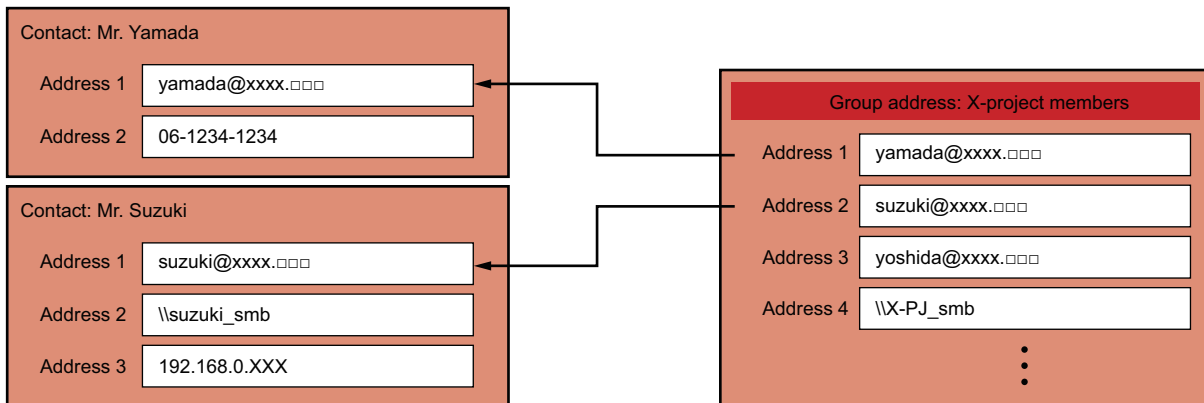 Contact: Mr. Yamada
Address 1 yamada@xxxx.□□□
Address 2 06-1234-1234
Contact: Mr. Suzuki
Address 1 suzuki@xxxx.□□□
Address 2 \\suzuki_smb
Address 3 192.168.0.XXX
Group address: X-project members
Address 1 yamada@xxxx.□□□
Address 2 suzuki@xxxx.□□□
Address 3 yoshida@xxxx.□□□
Address 4 \\X-PJ_smb